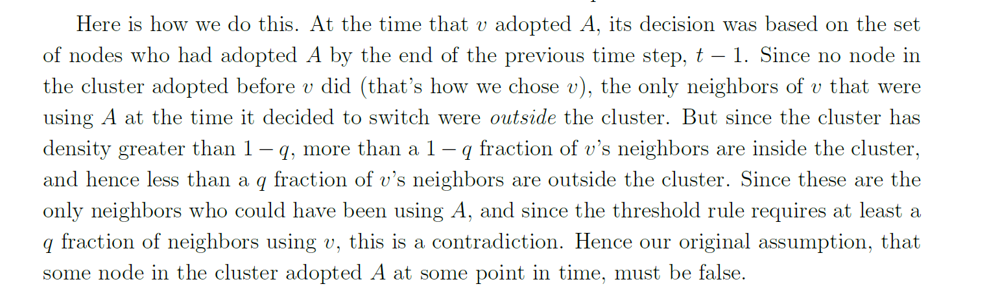 Here is how we do this. At the time that v adopted A, its decision was based on the set
of nodes who had adopted A by the end of the previous time step, t − 1. Since no node in
the cluster adopted before v did (that's how we chose v), the only neighbors of v that were
using A at the time it decided to switch were outside the cluster. But since the cluster has
density greater than 1 − q, more than a 1 − q fraction of v's neighbors are inside the cluster,
and hence less than a q fraction of v's neighbors are outside the cluster. Since these are the
only neighbors who could have been using A, and since the threshold rule requires at least a
q fraction of neighbors using v, this is a contradiction. Hence our original assumption, that
some node in the cluster adopted A at some point in time, must be false.